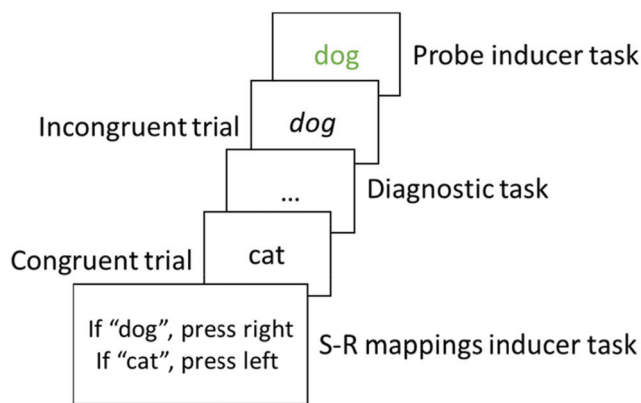 dog
Probe inducer task
Incongruent trial
dog
...
Diagnostic task
Congruent trial
cat
If “dog”, press right
If “cat”, press left
S-R mappings inducer task